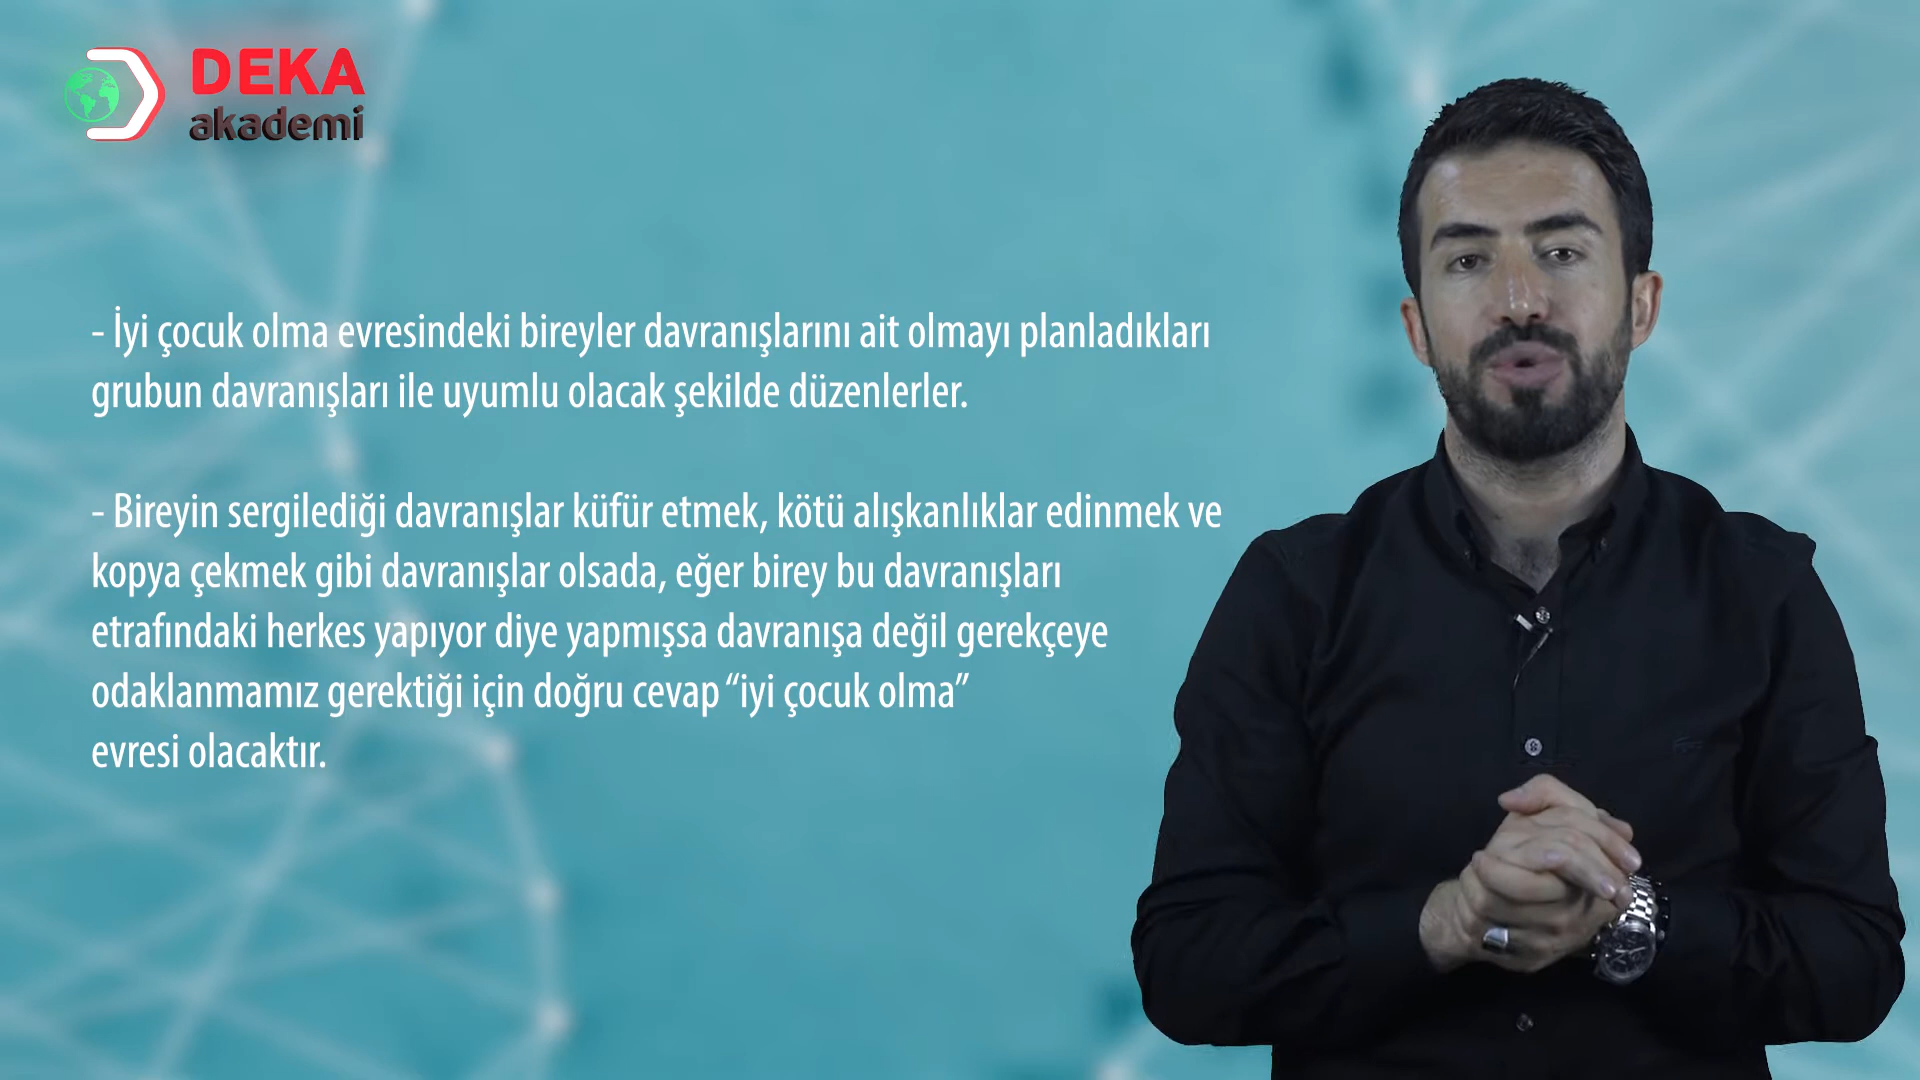 DEKA
akademi
- İyi çocuk olma evresindeki bireyler davranışlarını ait olmayı planladıkları
grubun davranışları ile uyumlu olacak şekilde düzenlerler.
- Bireyin sergilediği davranışlar küfür etmek, kötü alışkanlıklar edinmek ve
kopya çekmek gibi davranışlar olsada, eğer birey bu davranışları
etrafındaki herkes yapıyor diye yapmışsa davranışa değil gerekçeye
odaklanmamız gerektiği için doğru cevap “iyi çocuk olma”
evresi olacaktır.